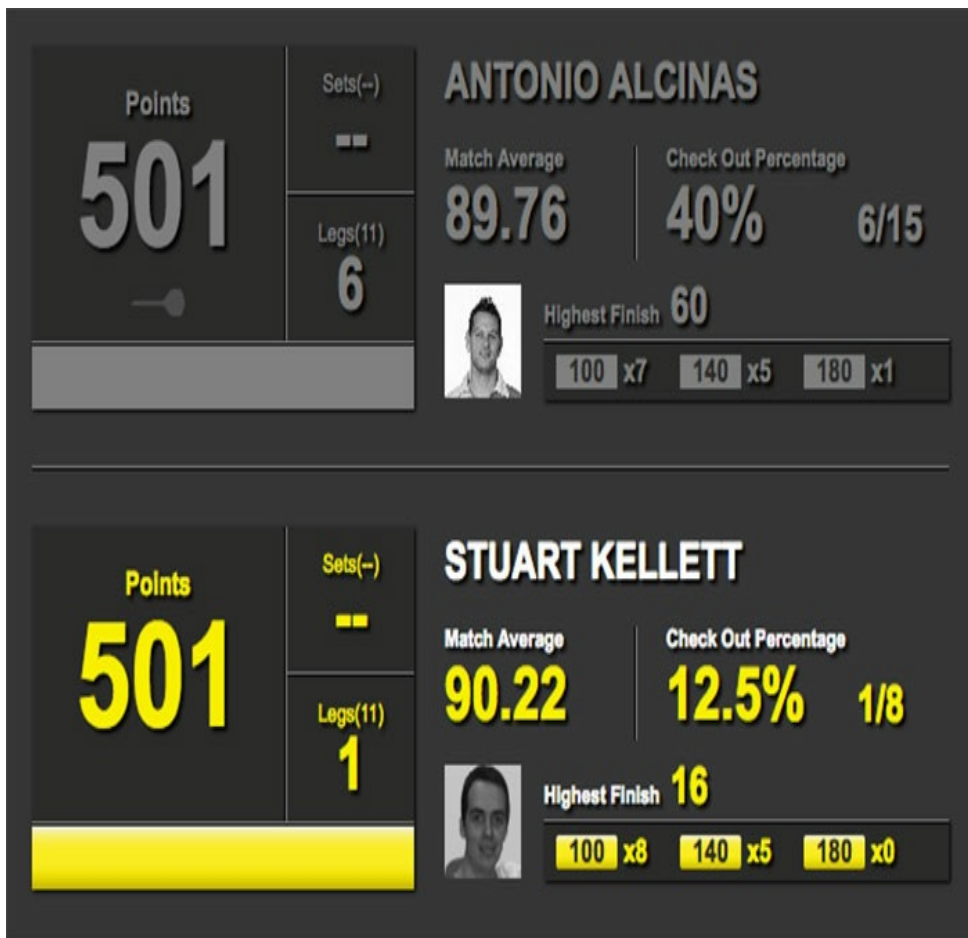 ANTONIO ALCINAS
Points
501
Sets(--)
--
Legs(11)
6
Match Average
89.76
Check Out Percentage
40% 6/15
Highest Finish 60
100 x7 140 x5 180 x1
STUART KELLETT
Points
501
Sets(--)
--
Legs(11)
1
Match Average
90.22
Check Out Percentage
12.5% 1/8
Highest Finish 16
100 x8 140 x5 180 x0